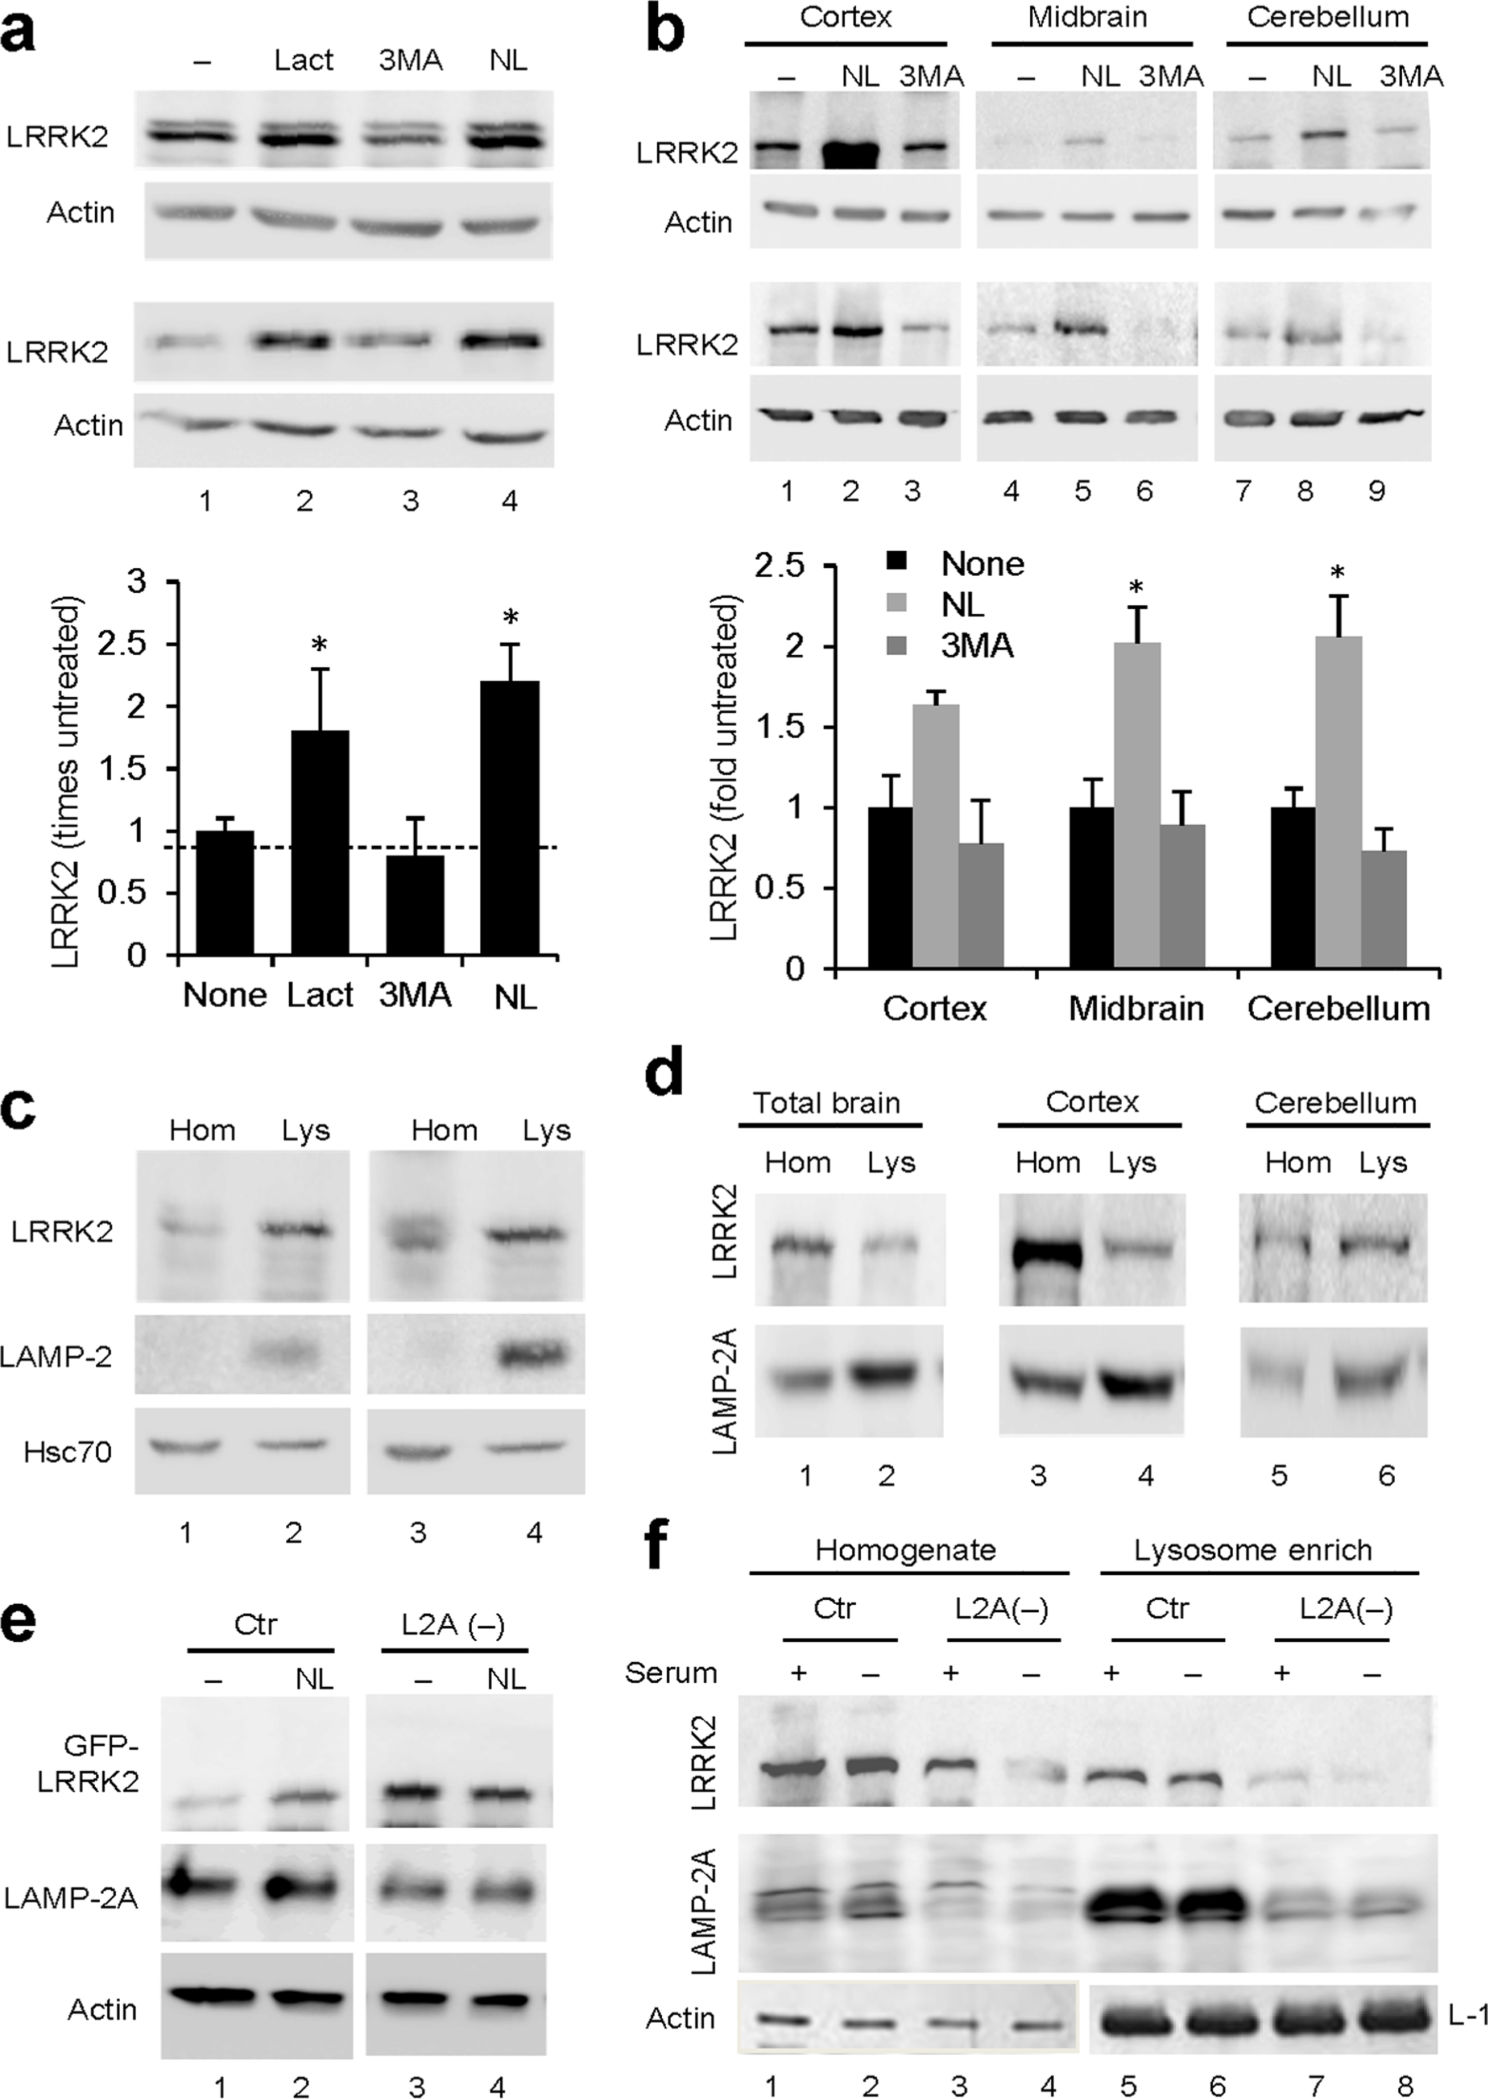 a
– Lact 3MA NL
LRRK2
Actin
LRRK2
Actin
1 2 3 4
LRRK2 (times untreated)
3
2.5
2
1.5
1
0.5
0
* *
None Lact 3MA NL
b
Cortex Midbrain Cerebellum
– NL 3MA – NL 3MA – NL 3MA
LRRK2
Actin
LRRK2
Actin
1 2 3 4 5 6 7 8 9
LRRK2 (fold untreated)
2.5
2
1.5
1
0.5
0
None
NL
3MA
* *
Cortex Midbrain Cerebellum
c
Hom Lys Hom Lys
LRRK2
LAMP-2
Hsc70
1 2 3 4
d
Total brain Cortex Cerebellum
Hom Lys Hom Lys Hom Lys
LRRK2
LAMP-2A
1 2 3 4 5 6
e
Ctr L2A (–)
– NL – NL
GFP-
LRRK2
LAMP-2A
Actin
1 2 3 4
f
Homogenate Lysosome enrich
Ctr L2A(–) Ctr L2A(–)
Serum + – + – + – + –
LRRK2
LAMP-2A
Actin L-1
1 2 3 4 5 6 7 8